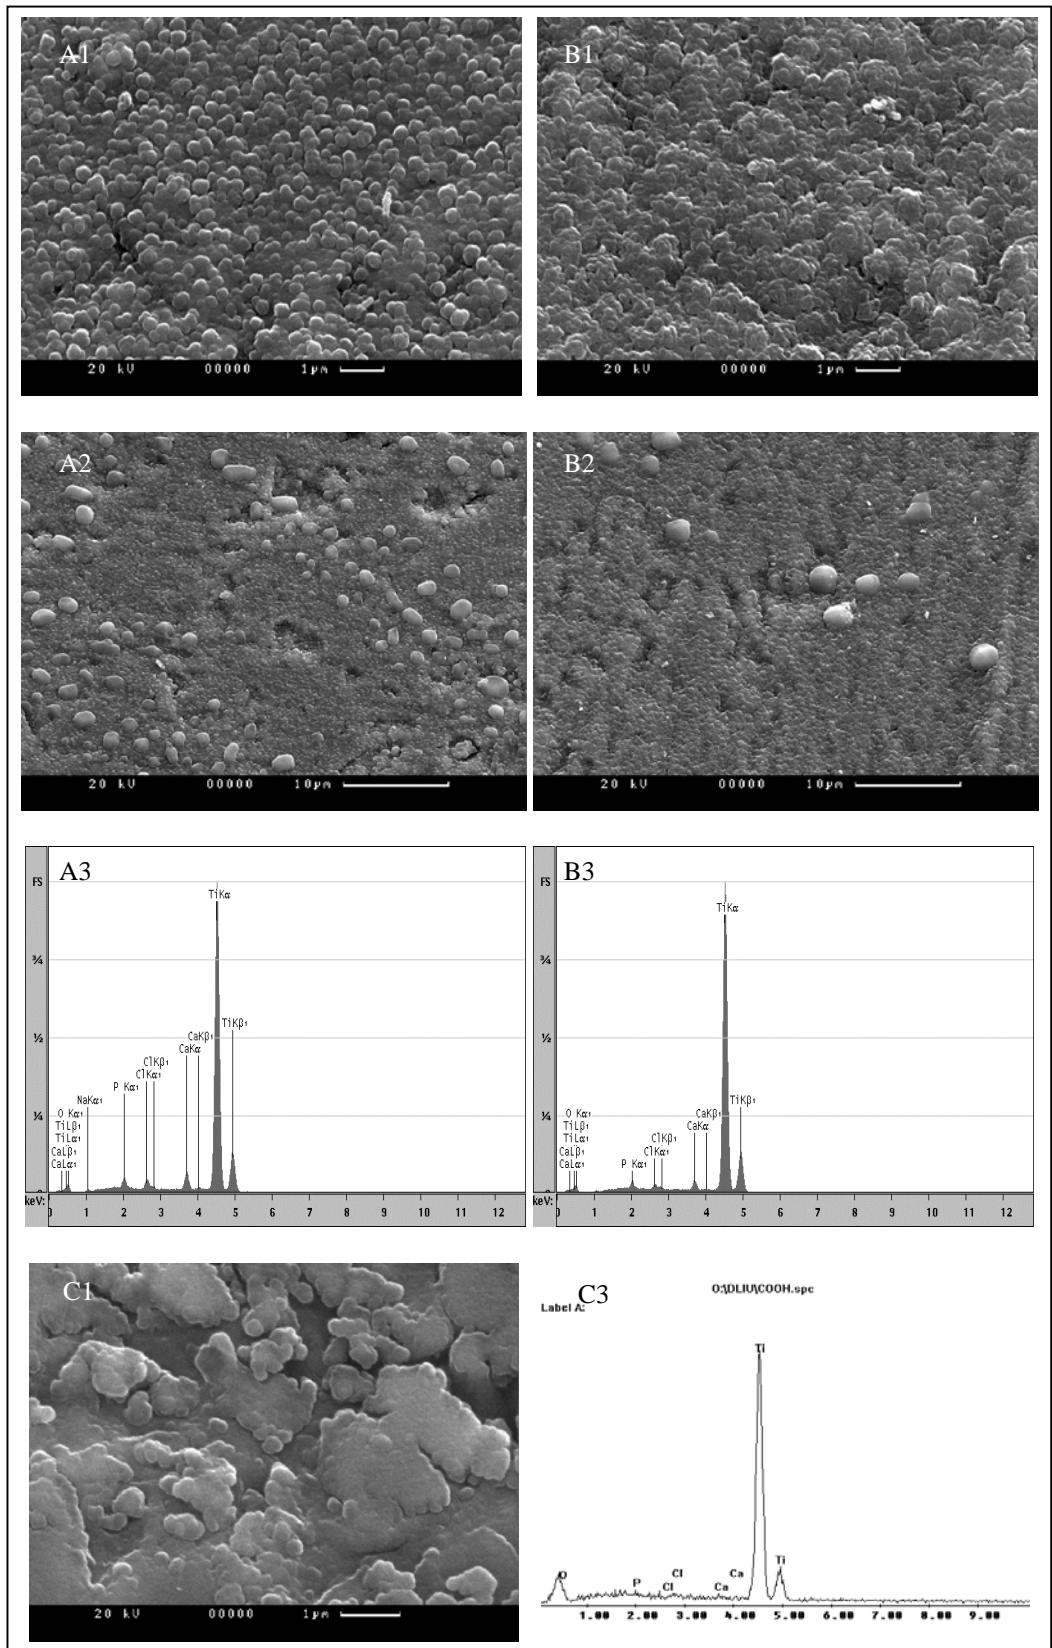 A1
20 kV 00000 1µm
B1
20 kV 00000 1µm
A2
20 kV 00000 10µm
B2
20 kV 00000 10µm
A3
FS
TiKα
¾
½
CaKβ₁
TiKβ₁
CaKα
ClKβ₁
ClKα₁
P Kα₁
NaKα₁
¼
O Kα₁
TiLβ₁
TiLα₁
CaLβ₁
CaLα₁
0
keV: 0 1 2 3 4 5 6 7 8 9 10 11 12
B3
FS
TiKα
¾
½
TiKβ₁
¼
CaKβ₁
CaKα
O Kα₁
TiLβ₁
TiLα₁
CaLβ₁
CaLα₁
ClKβ₁
ClKα₁
P Kα₁
0
keV: 0 1 2 3 4 5 6 7 8 9 10 11 12
C1
20 kV 00000 1µm
C3
O:\DLIU\COOH.spc
Label A:
Ti
Ti
O P Cl Cl Ca Ca
1.00 2.00 3.00 4.00 5.00 6.00 7.00 8.00 9.00